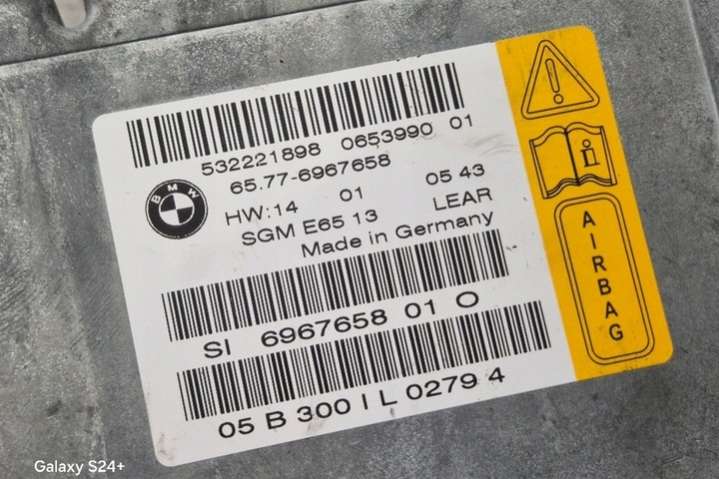 532221898 0653990 01
65.77-6967658
BMW
HW:14 01 05 43
SGM E65 13 LEAR
Made in Germany
SI 6967658 01 O
05 B 300 I L 0279 4
AIRBAG
Galaxy S24+